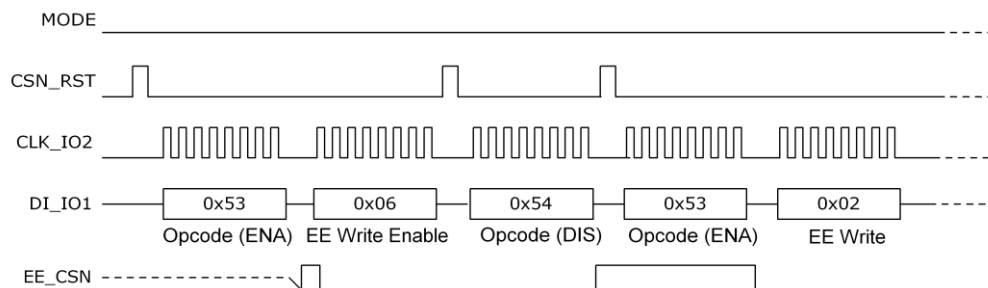 MODE
CSN_RST
CLK_IO2
DI_IO1 0x53 0x06 0x54 0x53 0x02
Opcode (ENA) EE Write Enable Opcode (DIS) Opcode (ENA) EE Write
EE_CSN